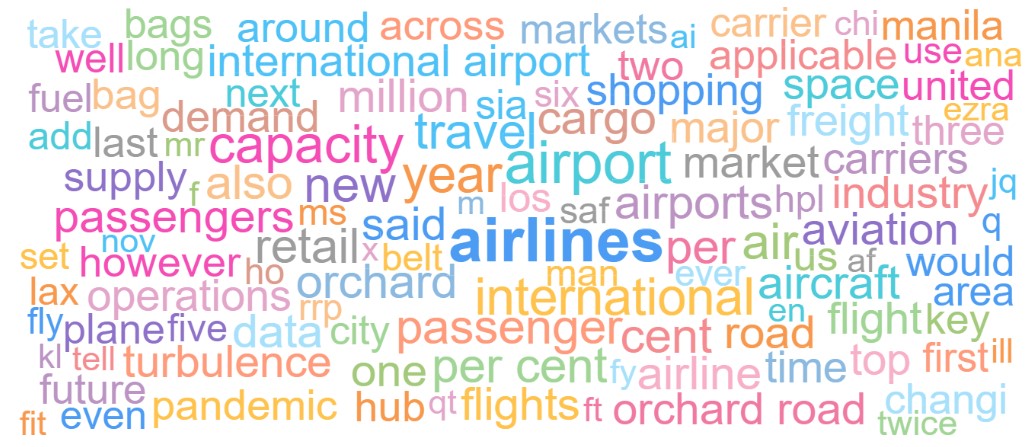 take bags around across markets ai carrier chi manila
well long international airport two applicable use ana
fuel bag next million sia six shopping space united
demand cargo major freight ezra three
add last mr capacity travel airport market carriers
supply f also new year los saf airports hpl industry jq
passengers ms said m airlines per air us aviation q
set nov however retail x belt man ever af would
lax operations ho orchard international aircraft en area
fly plane five rrp data city passenger cent road flight key
kl tell turbulence one per cent fy airline time top first ill
future pandemic hub qt flights ft orchard road changi
fit even twice